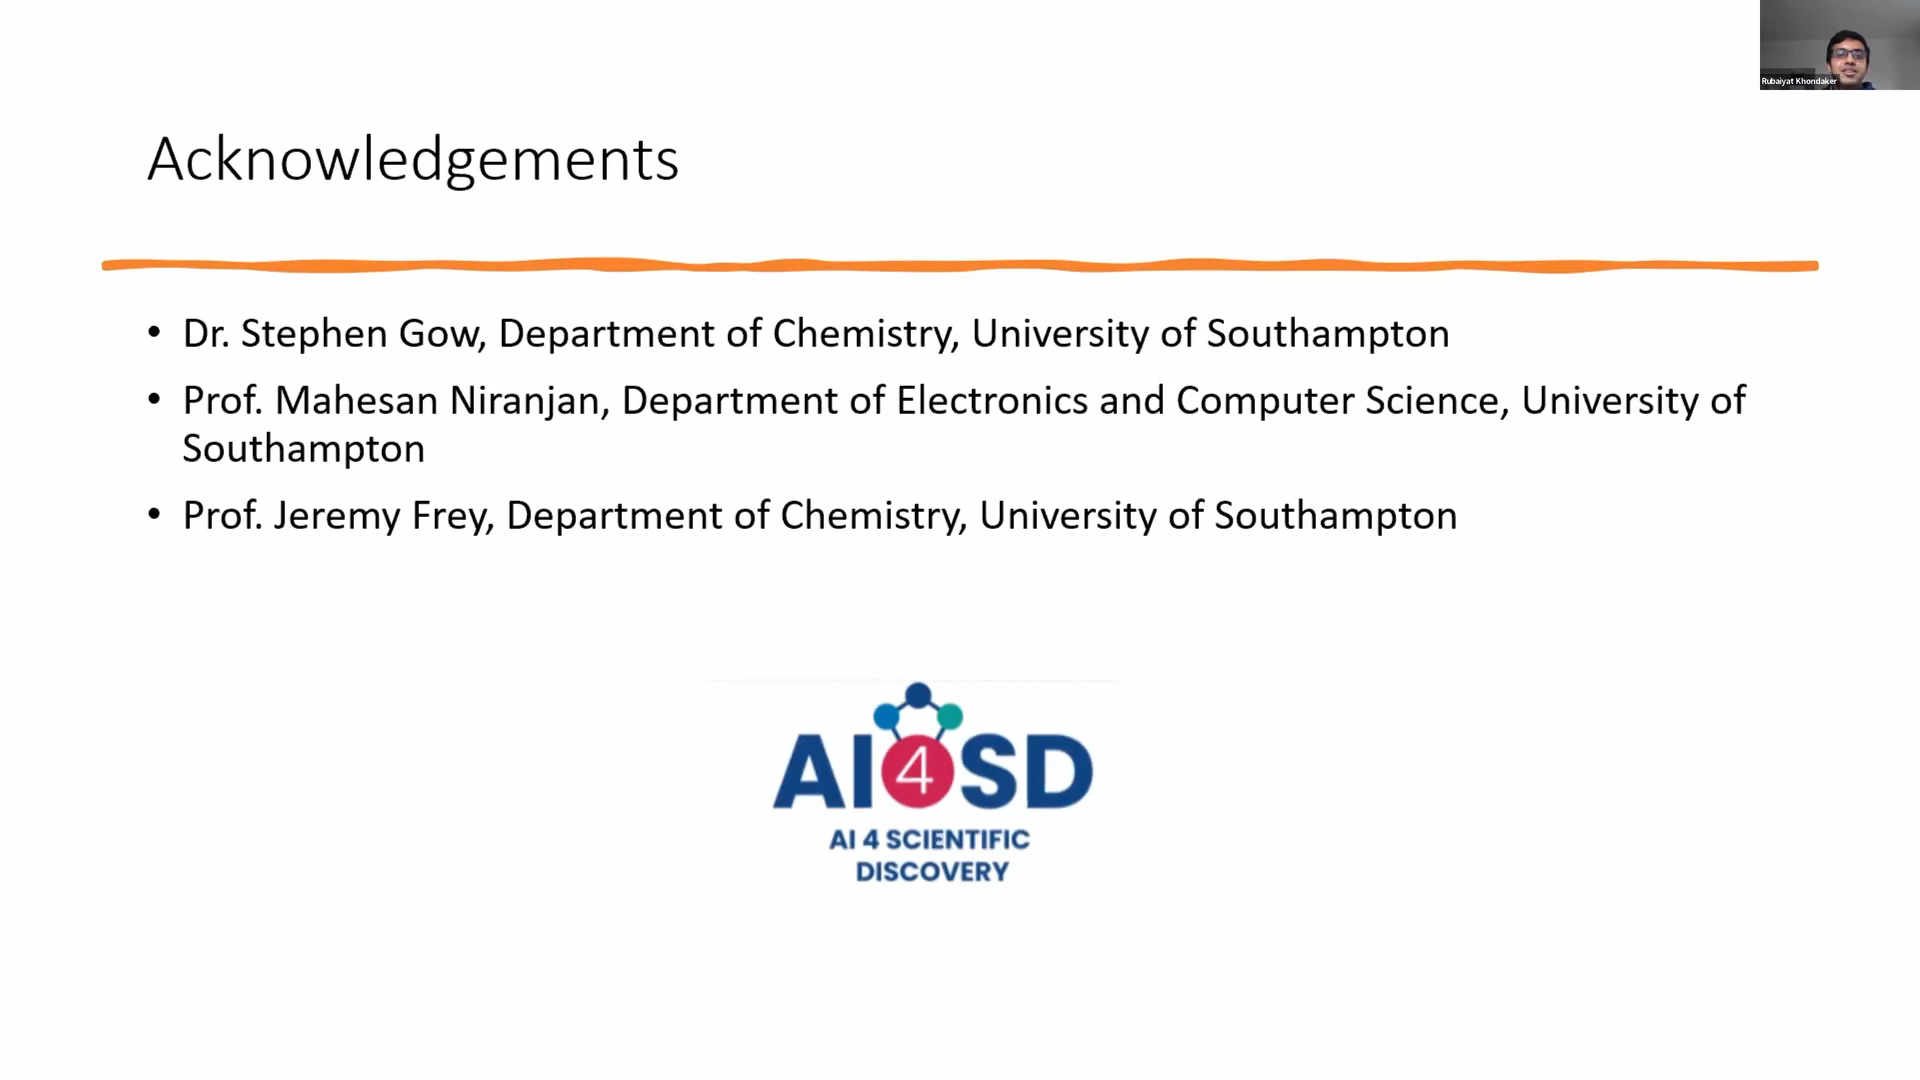 Rubaiyat Khondaker
Acknowledgements
• Dr. Stephen Gow, Department of Chemistry, University of Southampton
• Prof. Mahesan Niranjan, Department of Electronics and Computer Science, University of
Southampton
• Prof. Jeremy Frey, Department of Chemistry, University of Southampton
AI4SD
AI 4 SCIENTIFIC
DISCOVERY